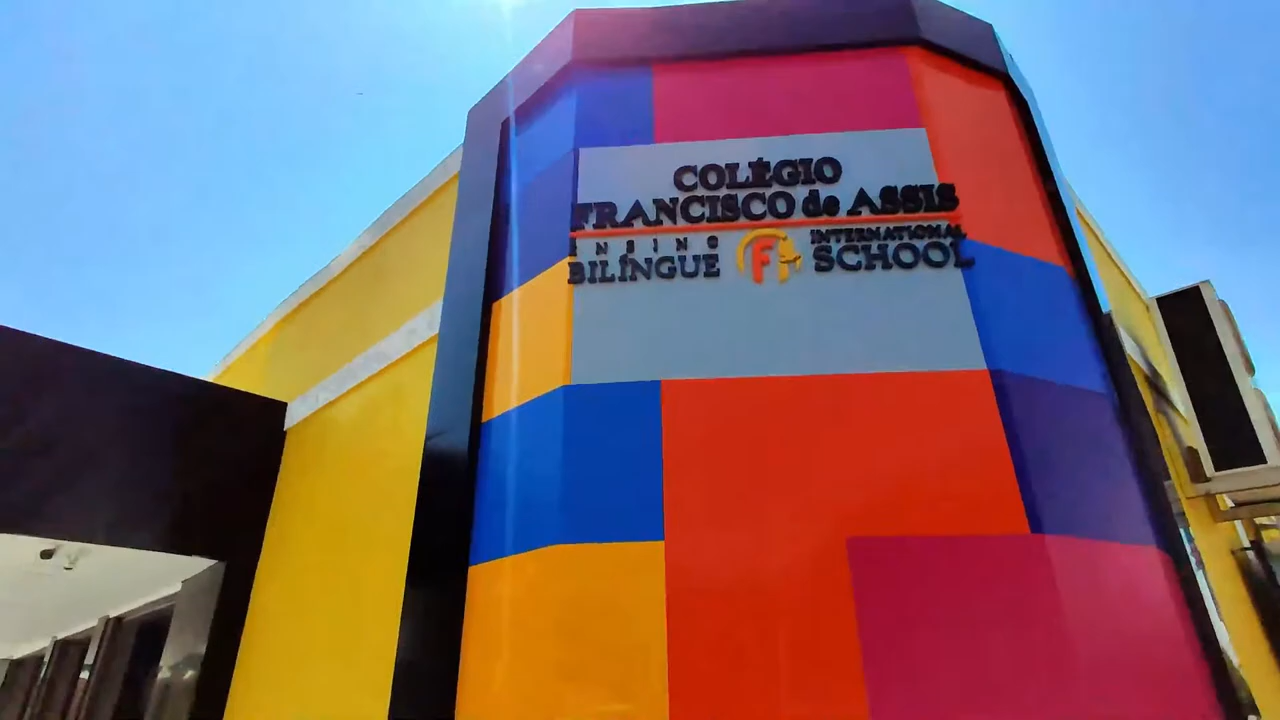 COLÉGIO
FRANCISCO de ASSIS
ENSINO
BILÍNGUE
F
INTERNATIONAL
SCHOOL